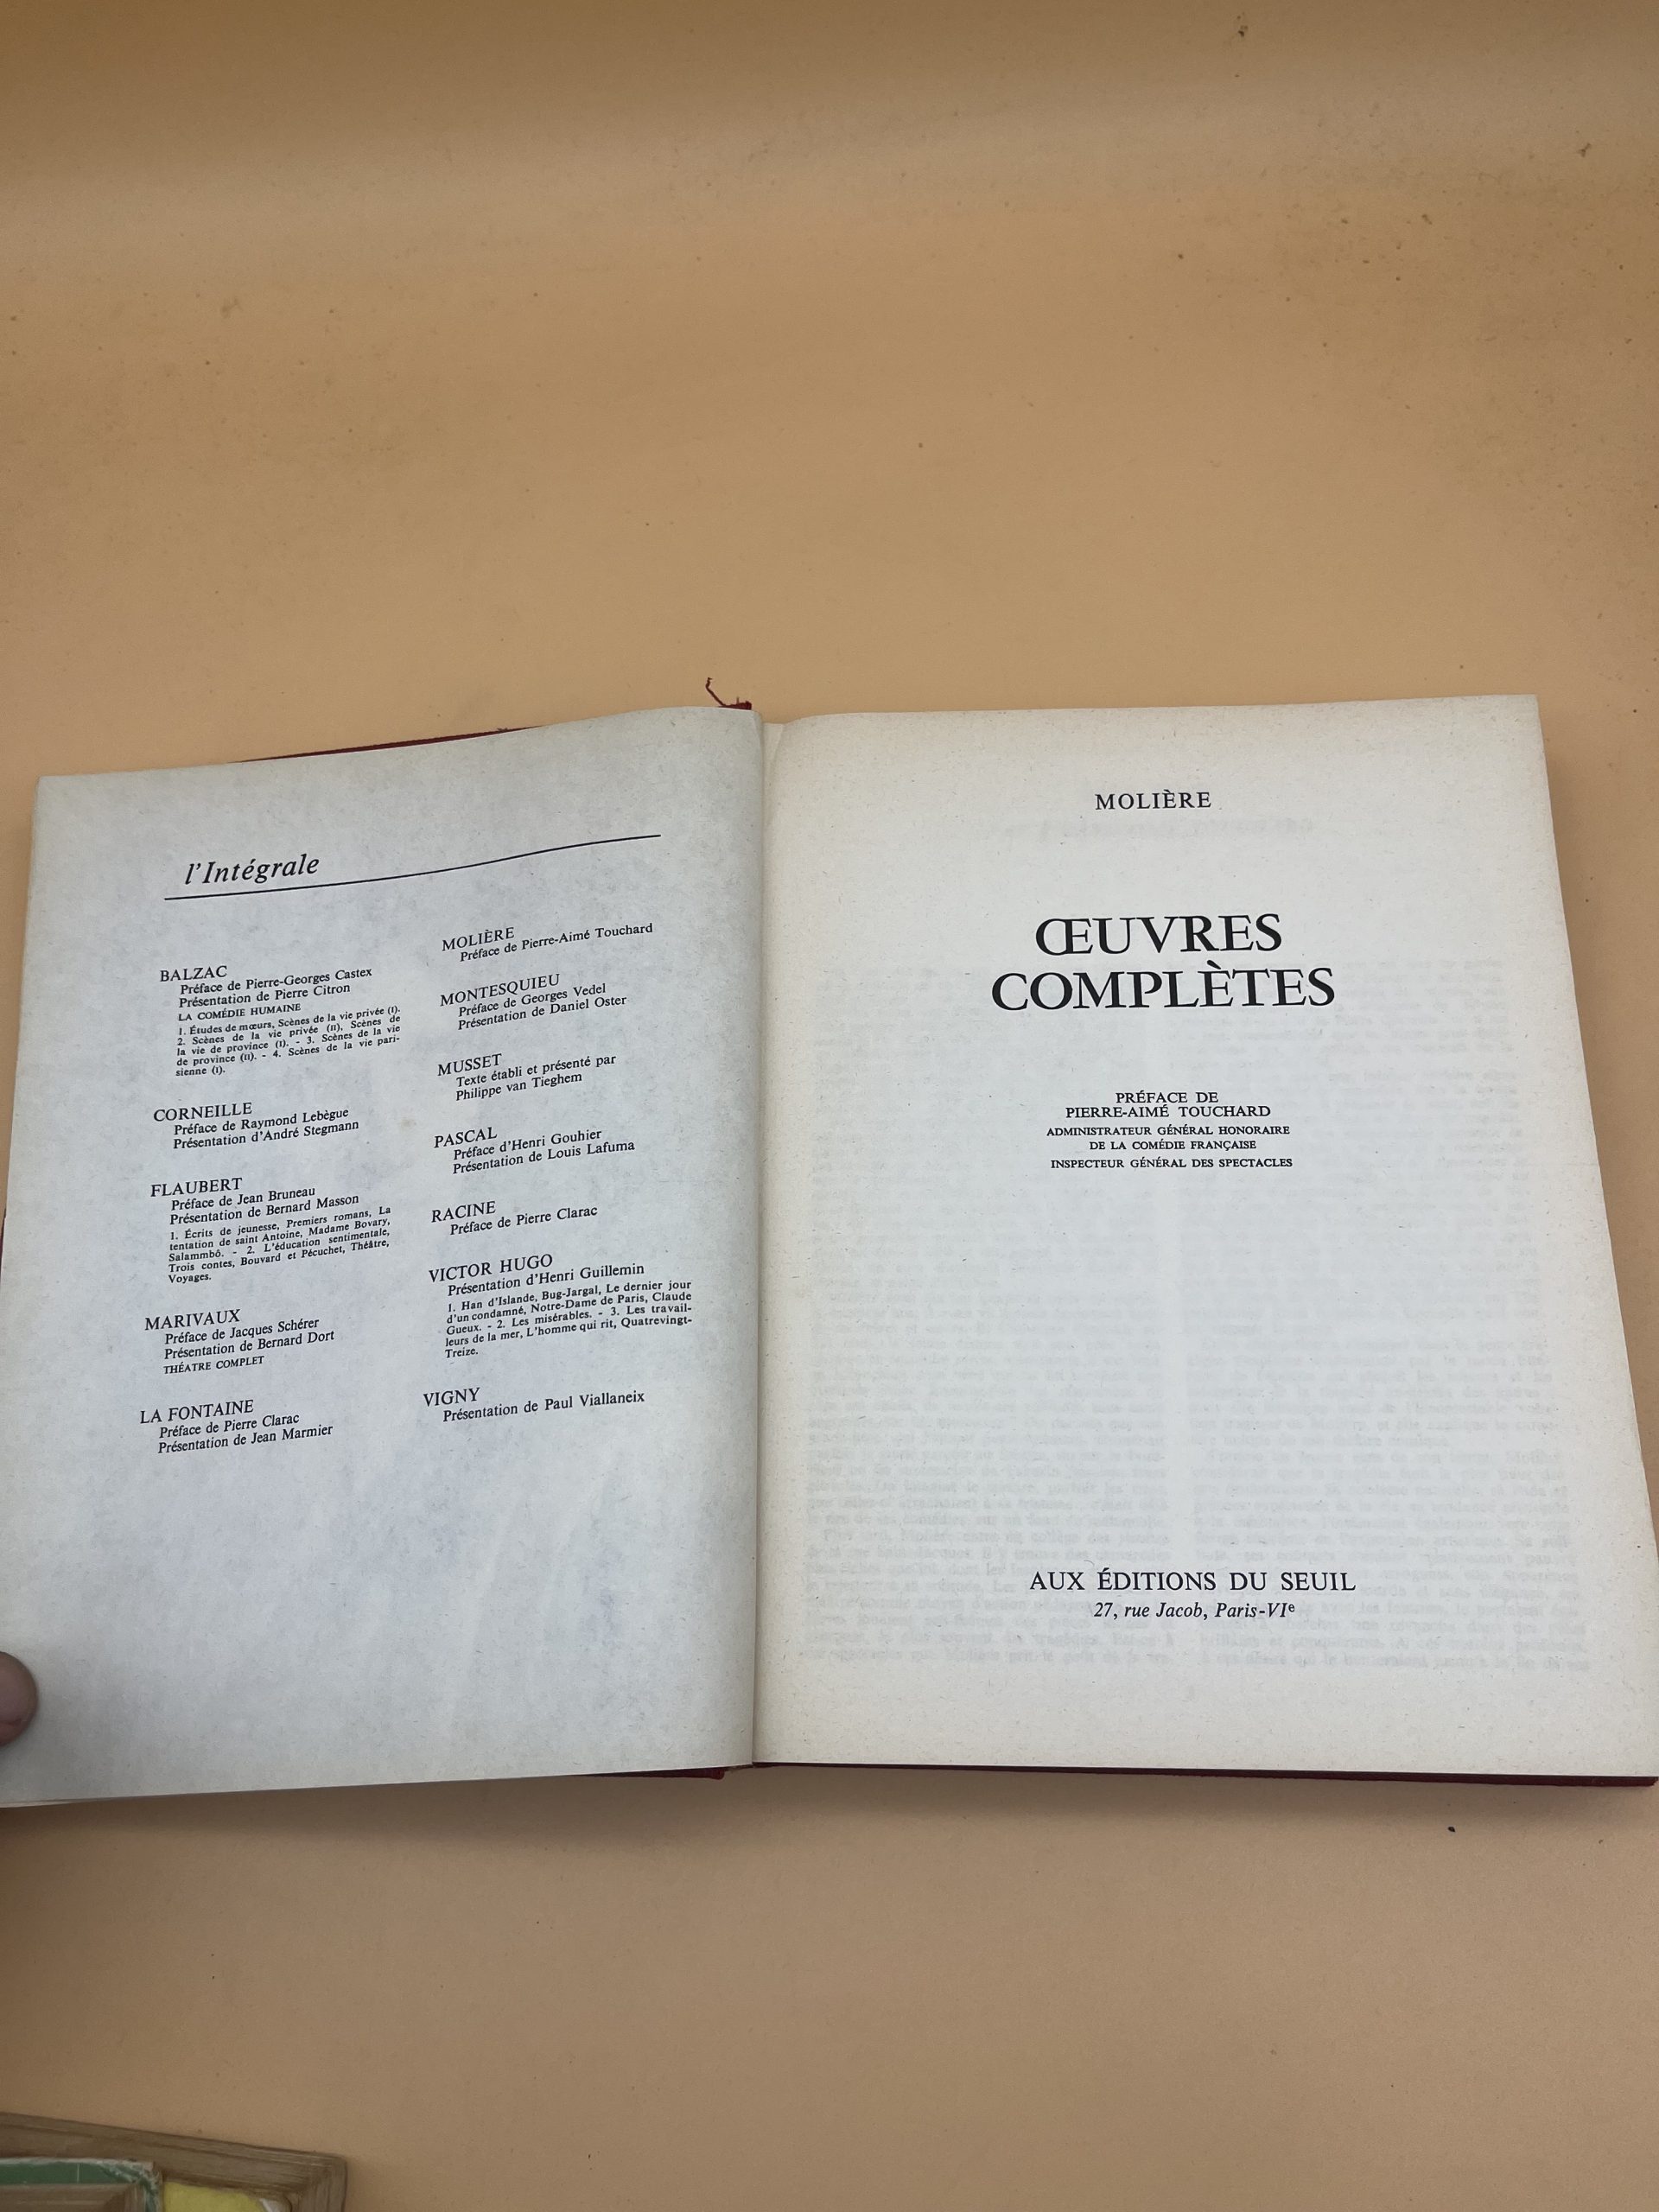 l'Intégrale
BALZAC
Préface de Pierre-Georges Castex
Présentation de Pierre Citron
LA COMÉDIE HUMAINE
1. Études de mœurs, Scènes de la vie privée (I).
2. Scènes de la vie privée (II), Scènes de
la vie de province (I). - 3. Scènes de la vie
de province (II). - 4. Scènes de la vie pari-
sienne (I).
CORNEILLE
Préface de Raymond Lebègue
Présentation d'André Stegmann
FLAUBERT
Préface de Jean Bruneau
Présentation de Bernard Masson
1. Écrits de jeunesse, Premiers romans, La
tentation de saint Antoine, Madame Bovary,
Salammbô. - 2. L'éducation sentimentale,
Trois contes, Bouvard et Pécuchet, Théâtre,
Voyages.
MARIVAUX
Préface de Jacques Schérer
Présentation de Bernard Dort
THÉATRE COMPLET
LA FONTAINE
Préface de Pierre Clarac
Présentation de Jean Marmier
MOLIÈRE
Préface de Pierre-Aimé Touchard
MONTESQUIEU
Préface de Georges Vedel
Présentation de Daniel Oster
MUSSET
Texte établi et présenté par
Philippe van Tieghem
PASCAL
Préface d'Henri Gouhier
Présentation de Louis Lafuma
RACINE
Préface de Pierre Clarac
VICTOR HUGO
Présentation d'Henri Guillemin
1. Han d'Islande, Bug-Jargal, Le dernier jour
d'un condamné, Notre-Dame de Paris, Claude
Gueux. - 2. Les misérables. - 3. Les travail-
leurs de la mer, L'homme qui rit, Quatrevingt-
Treize.
VIGNY
Présentation de Paul Viallaneix
MOLIÈRE
ŒUVRES
COMPLÈTES
PRÉFACE DE
PIERRE-AIMÉ TOUCHARD
ADMINISTRATEUR GÉNÉRAL HONORAIRE
DE LA COMÉDIE FRANÇAISE
INSPECTEUR GÉNÉRAL DES SPECTACLES
AUX ÉDITIONS DU SEUIL
27, rue Jacob, Paris-VIe